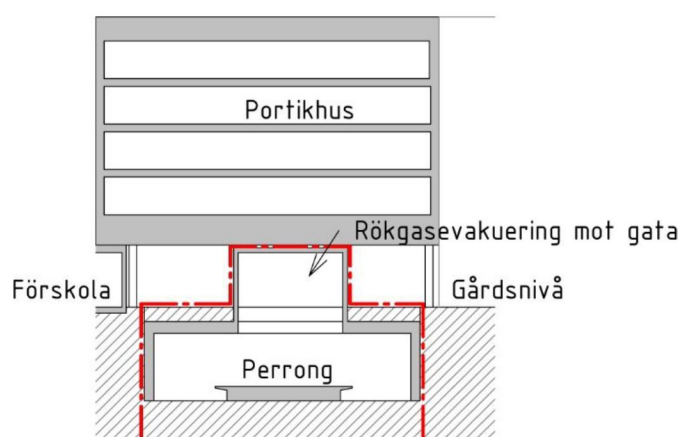 Portikhus
Rökgasevakuering mot gata
Förskola
Gårdsnivå
Perrong